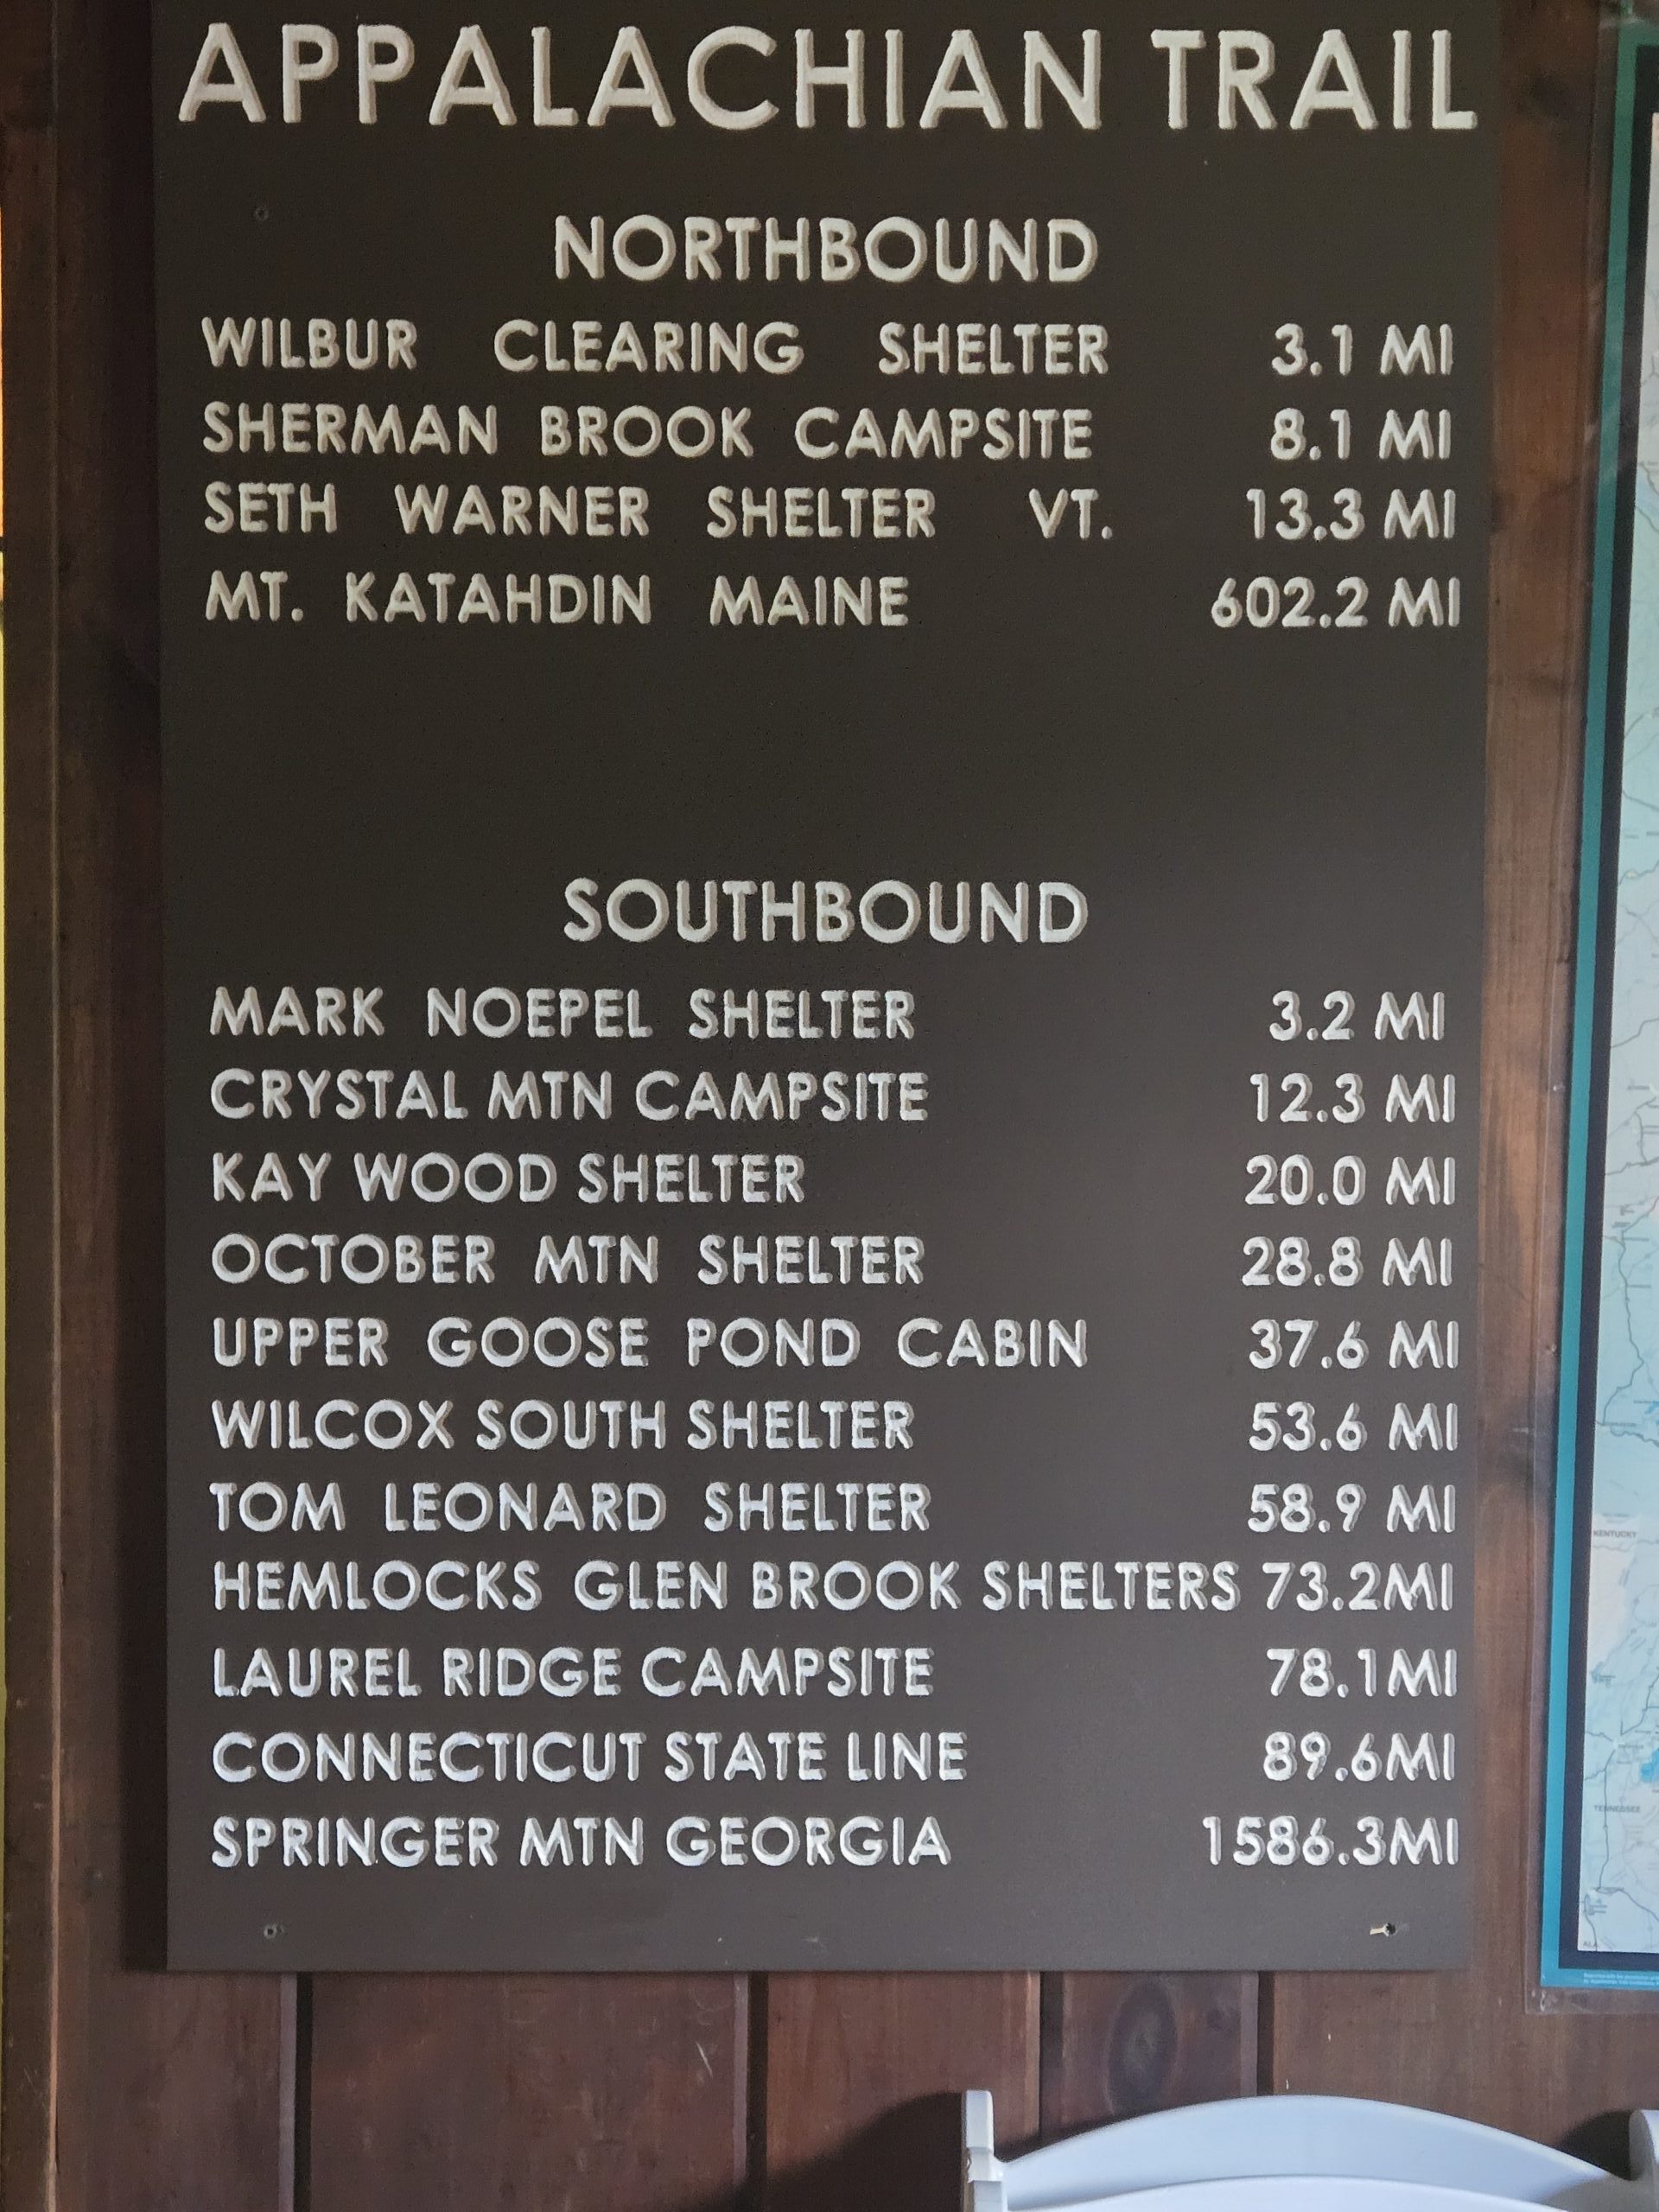 APPALACHIAN TRAIL
NORTHBOUND
WILBUR CLEARING SHELTER 3.1 MI
SHERMAN BROOK CAMPSITE 8.1 MI
SETH WARNER SHELTER VT. 13.3 MI
MT. KATAHDIN MAINE 602.2 MI
SOUTHBOUND
MARK NOEPEL SHELTER 3.2 MI
CRYSTAL MTN CAMPSITE 12.3 MI
KAY WOOD SHELTER 20.0 MI
OCTOBER MTN SHELTER 28.8 MI
UPPER GOOSE POND CABIN 37.6 MI
WILCOX SOUTH SHELTER 53.6 MI
TOM LEONARD SHELTER 58.9 MI
HEMLOCKS GLEN BROOK SHELTERS 73.2MI
LAUREL RIDGE CAMPSITE 78.1MI
CONNECTICUT STATE LINE 89.6MI
SPRINGER MTN GEORGIA 1586.3MI
KENTUCKY
TENNESSEE